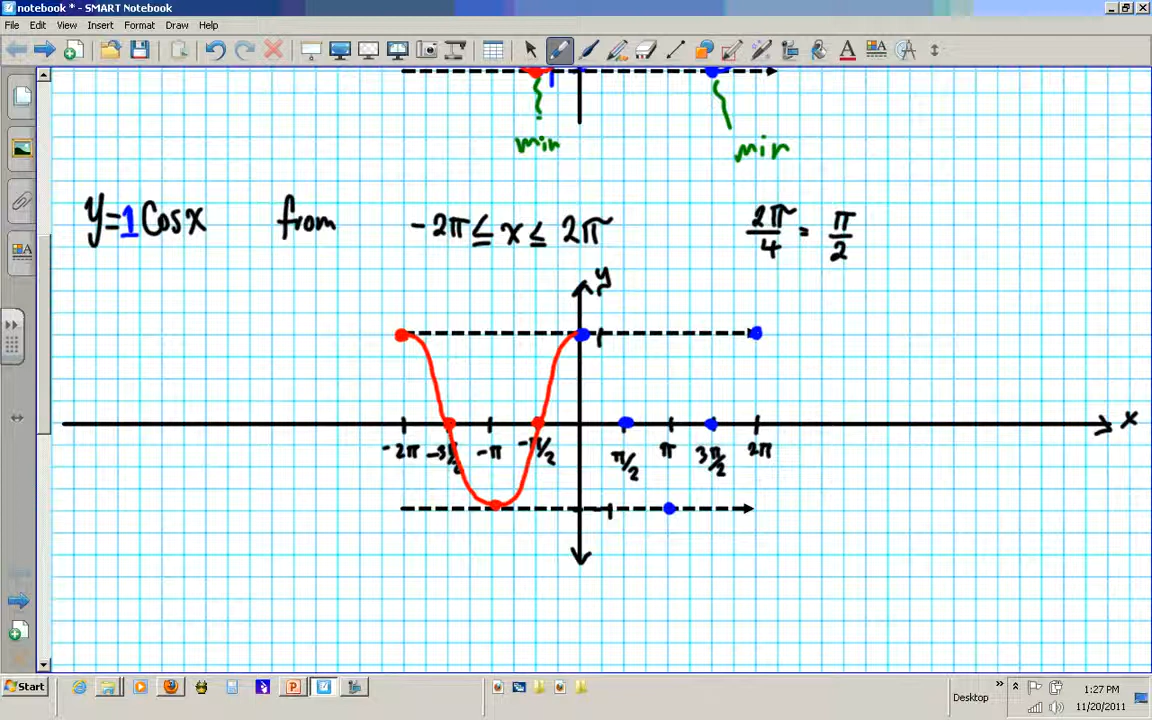 notebook * - SMART Notebook
File Edit View Insert Format Draw Help
min
min
y=1Cosx from -2π ≤ x ≤ 2π 2π/4 = π/2
y
1
x
-2π -3π/2 -π -π/2 π/2 π 3π/2 2π
-1
Start
Desktop
1:27 PM
11/20/2011